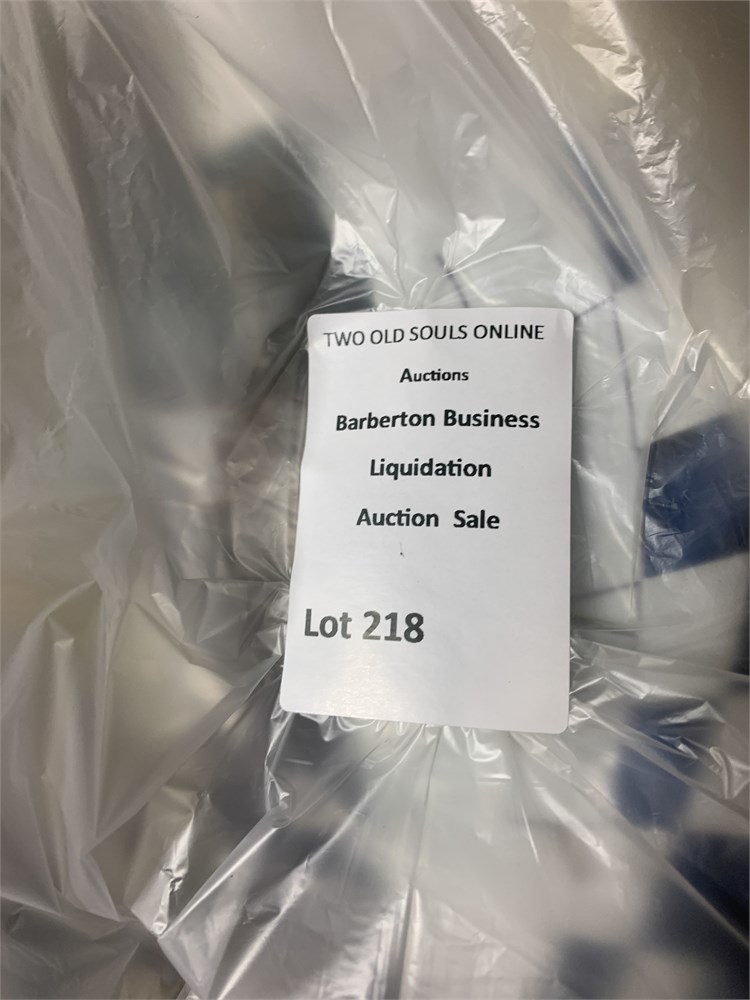 TWO OLD SOULS ONLINE
Auctions
Barberton Business
Liquidation
Auction Sale
Lot 218